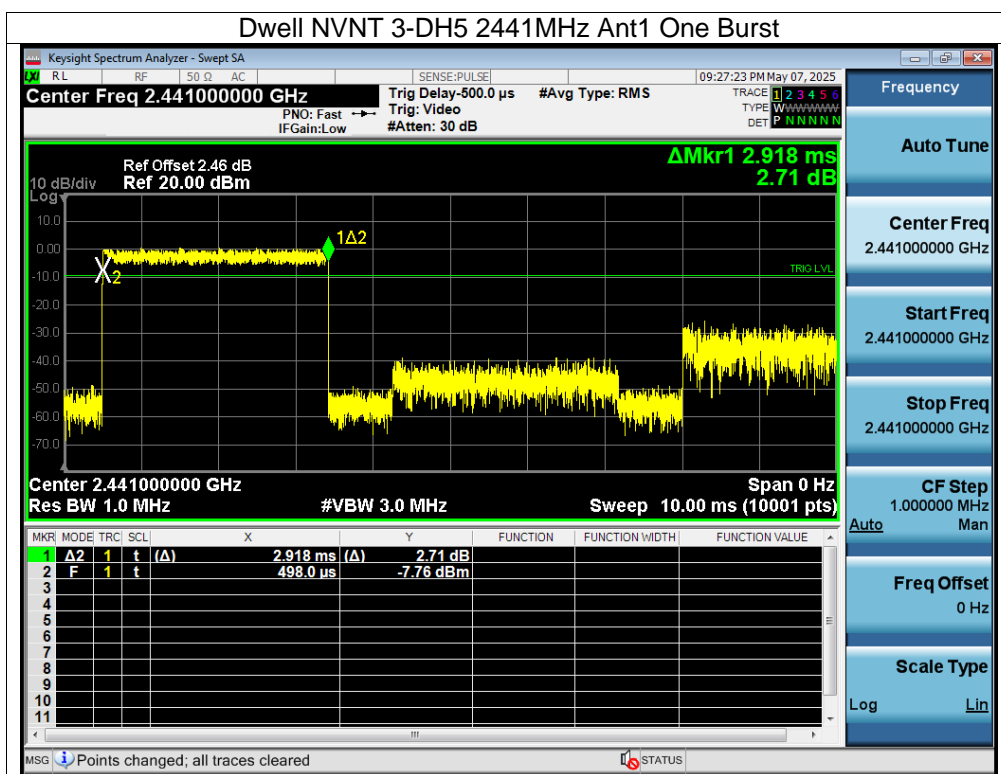 Dwell NVNT 3-DH5 2441MHz Ant1 One Burst
Keysight Spectrum Analyzer - Swept SA
LXI RL RF 50 Ω AC SENSE:PULSE 09:27:23 PM May 07, 2025
Center Freq 2.441000000 GHz Trig Delay-500.0 µs #Avg Type: RMS TRACE 1 2 3 4 5 6
PNO: Fast Trig: Video TYPE WWWWWW
IFGain:Low #Atten: 30 dB DET P N N N N N
Frequency
Auto Tune
Center Freq
2.441000000 GHz
Start Freq
2.441000000 GHz
Stop Freq
2.441000000 GHz
CF Step
1.000000 MHz
Auto Man
Freq Offset
0 Hz
Scale Type
Log Lin
ΔMkr1 2.918 ms
2.71 dB
Ref Offset 2.46 dB
10 dB/div Ref 20.00 dBm
Log
10.0
0.00
-10.0
-20.0
-30.0
-40.0
-50.0
-60.0
-70.0
1Δ2
2
TRIG LVL
Center 2.441000000 GHz Span 0 Hz
Res BW 1.0 MHz #VBW 3.0 MHz Sweep 10.00 ms (10001 pts)
MKR MODE TRC SCL X Y FUNCTION FUNCTION WIDTH FUNCTION VALUE
1 Δ2 1 t (Δ) 2.918 ms (Δ) 2.71 dB
2 F 1 t 498.0 µs -7.76 dBm
3
4
5
6
7
8
9
10
11
MSG Points changed; all traces cleared STATUS